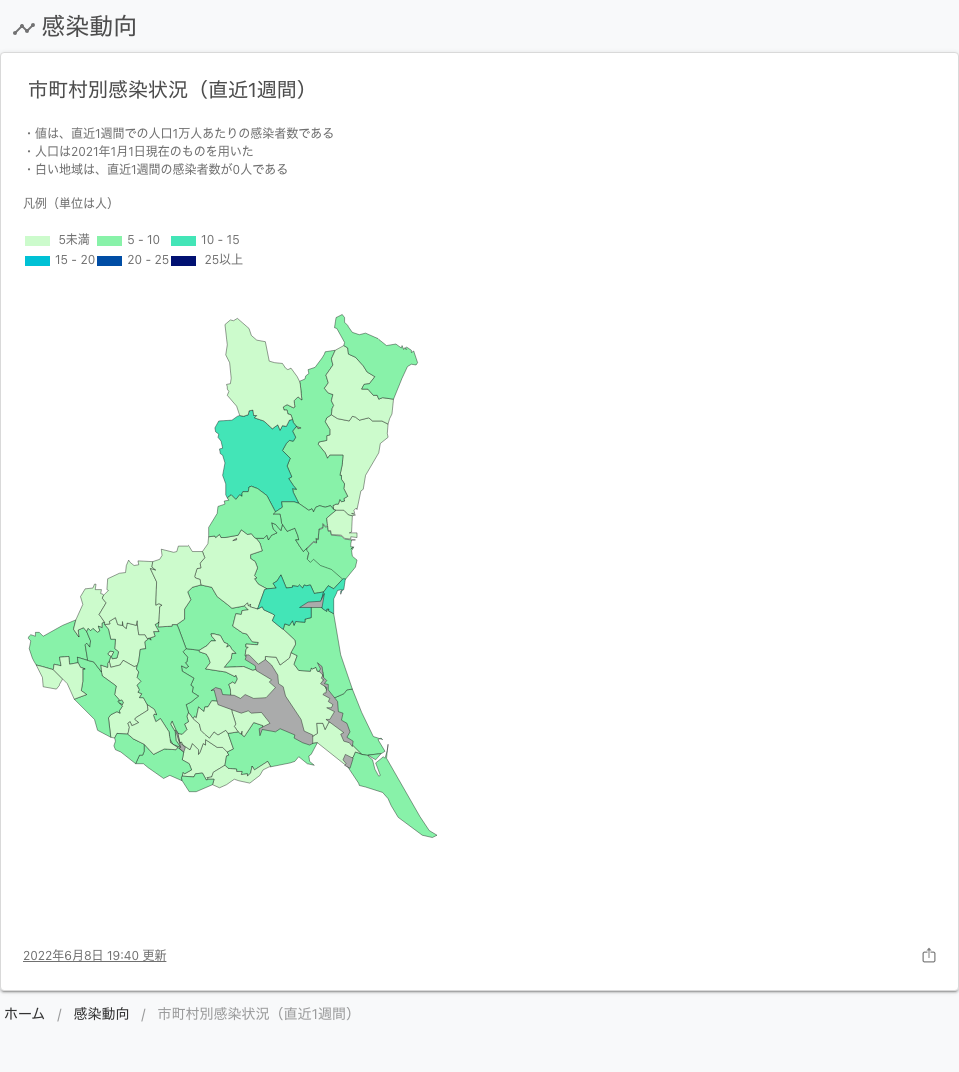 感染動向
市町村別感染状況（直近1週間）
・値は、直近1週間での人口1万人あたりの感染者数である
・人口は2021年1月1日現在のものを用いた
・白い地域は、直近1週間の感染者数が0人である
凡例（単位は人）
5未満 5 - 10 10 - 15
15 - 20 20 - 25 25以上
2022年6月8日 19:40 更新
ホーム / 感染動向 / 市町村別感染状況（直近1週間）